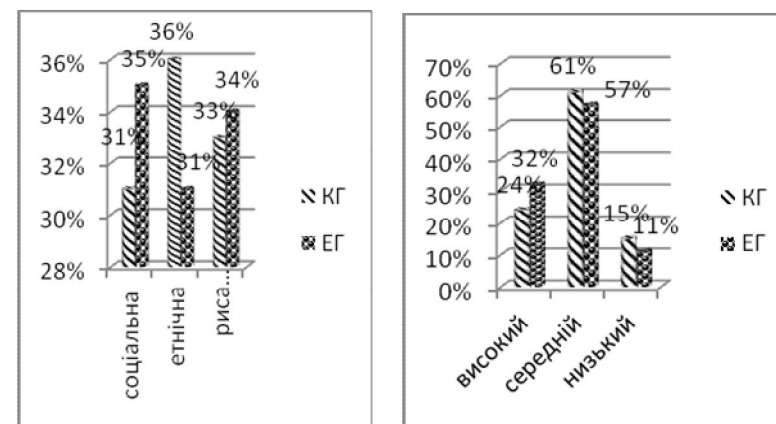 36%
34%
32%
30%
28%
31%
35%
36%
31%
33%
34%
соціальна
етнічна
риса...
КГ
ЕГ
70%
60%
50%
40%
30%
20%
10%
0%
24%
32%
61%
57%
15%
11%
високий
середній
низький
КГ
ЕГ